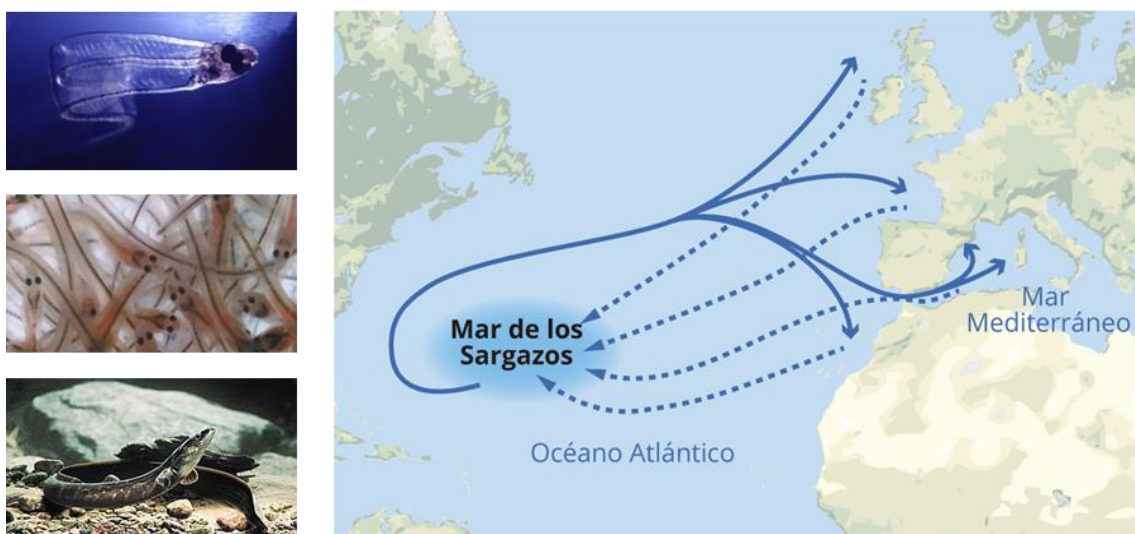 Mar de los
Sargazos
Mar
Mediterráneo
Océano Atlántico